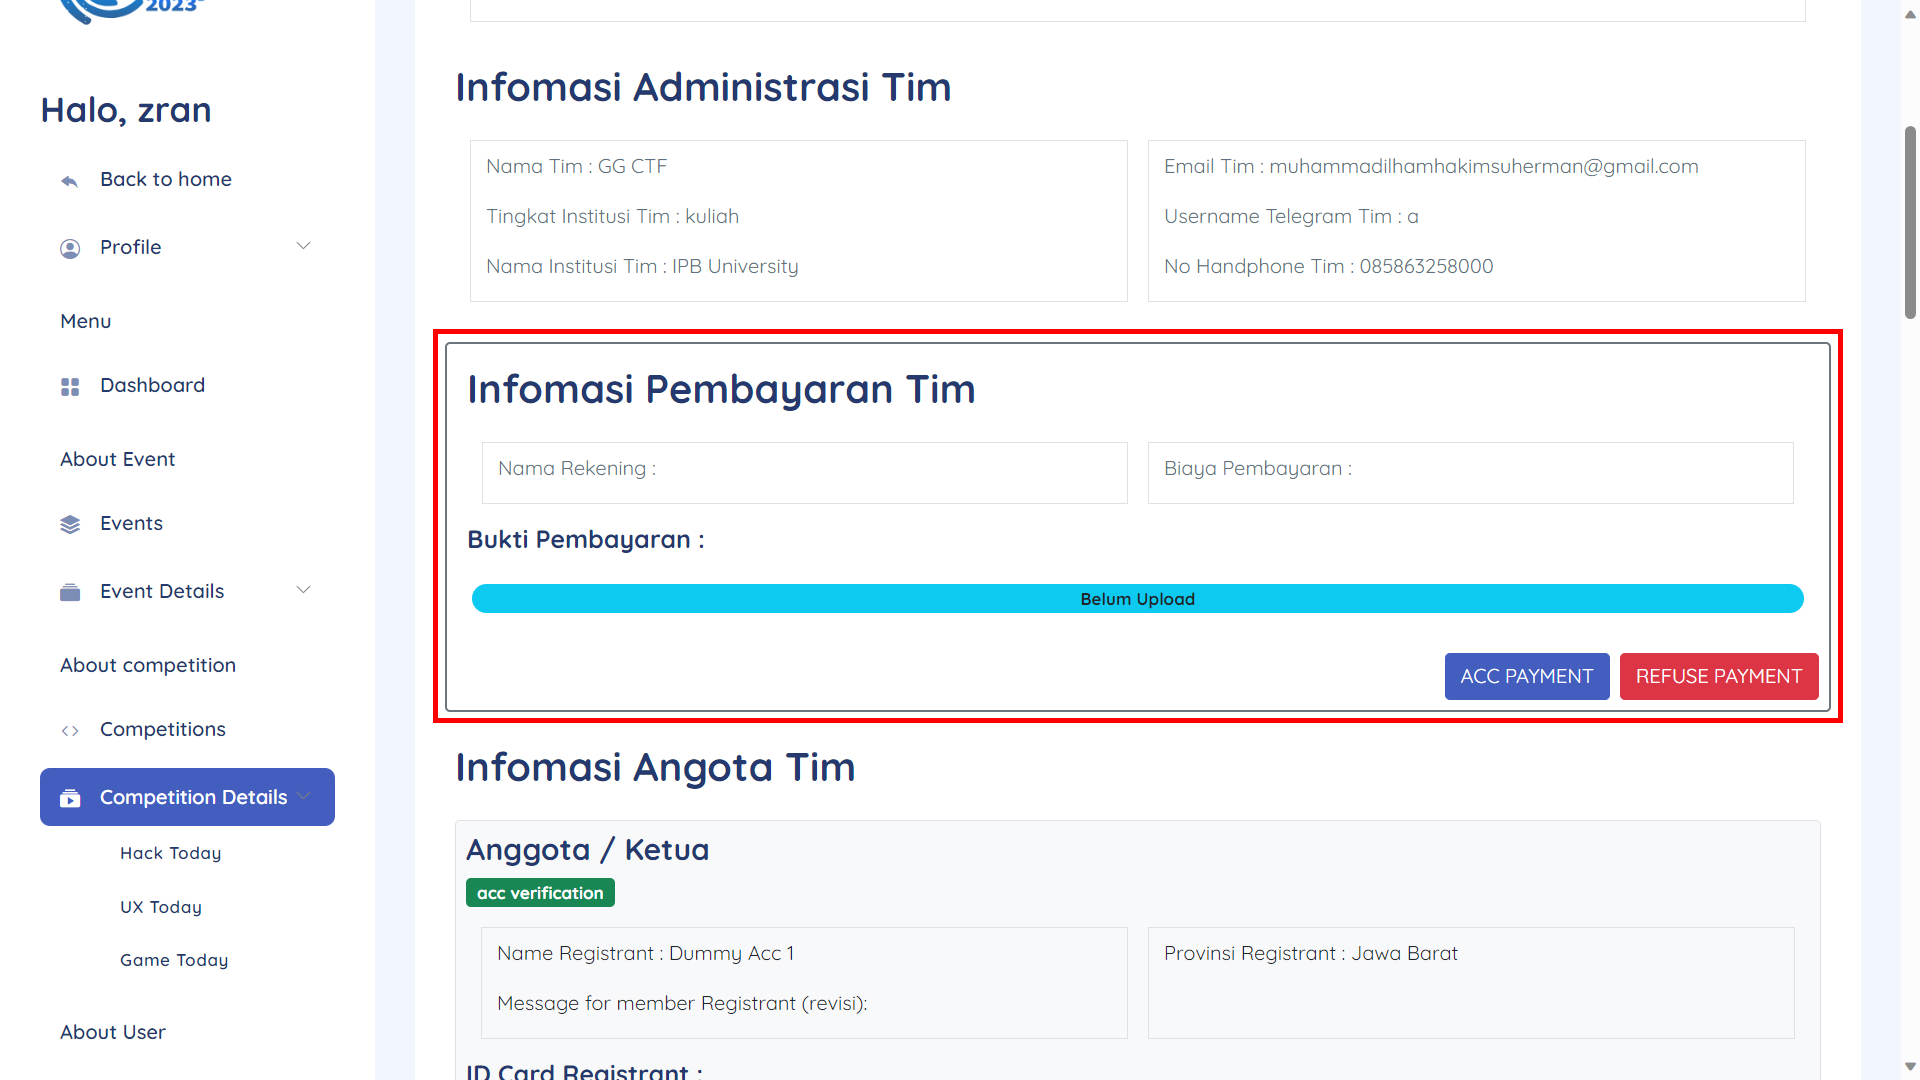 2023
Halo, zran
Back to home
Profile
Menu
Dashboard
About Event
Events
Event Details
About competition
Competitions
Competition Details
Hack Today
UX Today
Game Today
About User
Infomasi Administrasi Tim
Nama Tim : GG CTF
Tingkat Institusi Tim : kuliah
Nama Institusi Tim : IPB University
Email Tim : muhammadilhamhakimsuherman@gmail.com
Username Telegram Tim : a
No Handphone Tim : 085863258000
Infomasi Pembayaran Tim
Nama Rekening :
Biaya Pembayaran :
Bukti Pembayaran :
Belum Upload
ACC PAYMENT
REFUSE PAYMENT
Infomasi Angota Tim
Anggota / Ketua
acc verification
Name Registrant : Dummy Acc 1
Message for member Registrant (revisi):
Provinsi Registrant : Jawa Barat
ID Card Registrant :